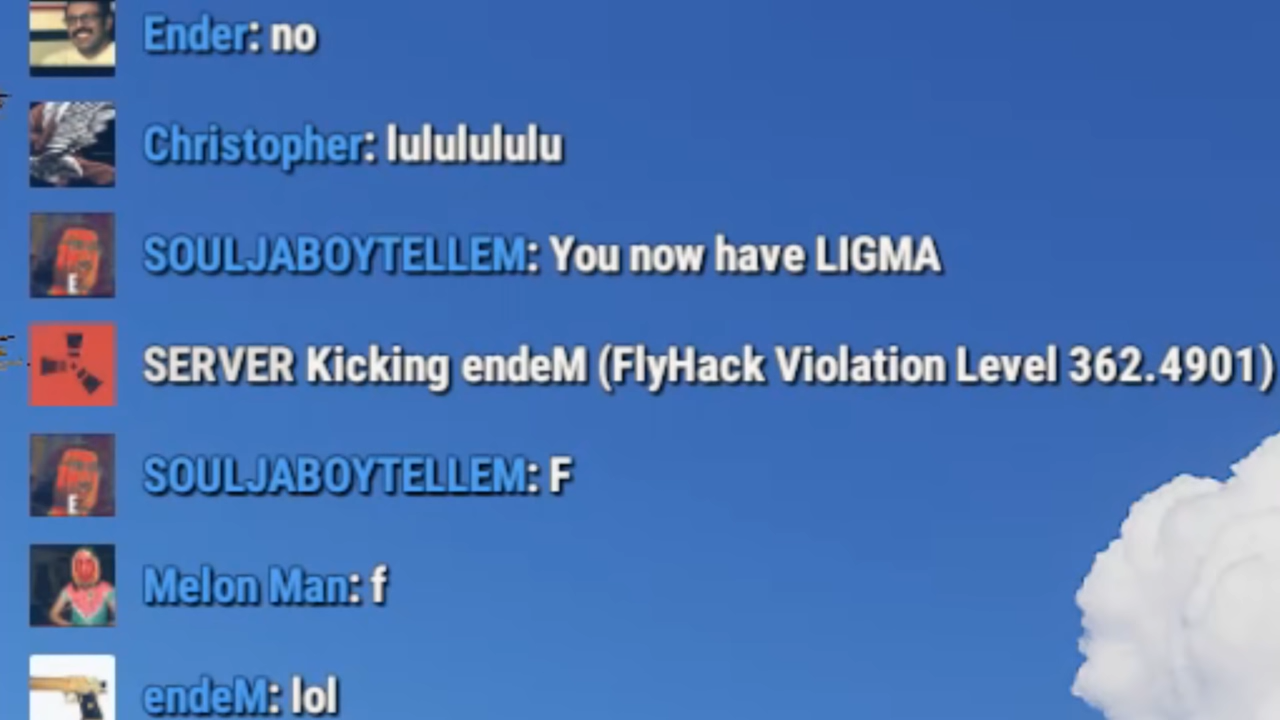 Ender: no
Christopher: lulululu
SOULJABOYTELLEM: You now have LIGMA
SERVER Kicking endeM (FlyHack Violation Level 362.4901)
SOULJABOYTELLEM: F
Melon Man: f
endeM: lol